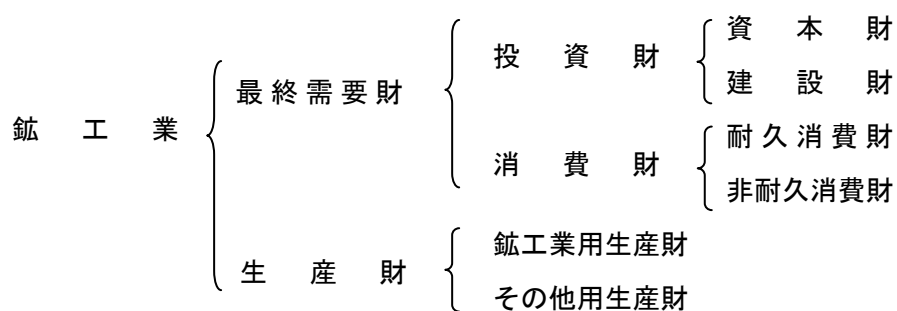 資本財
投資財
建設財
最終需要財
鉱工業
耐久消費財
消費財
非耐久消費財
鉱工業用生産財
生産財
その他用生産財